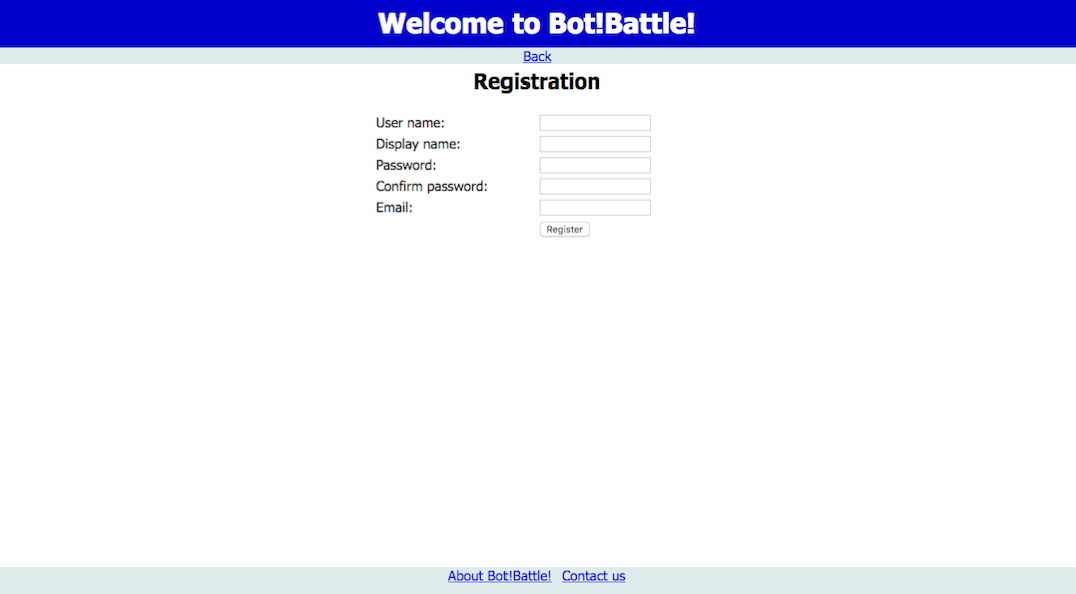 Welcome to Bot!Battle!
Back
Registration
User name:
Display name:
Password:
Confirm password:
Email:
Register
About Bot!Battle! Contact us